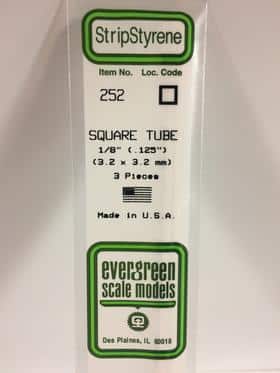 StripStyrene
Item No. Loc. Code
252
SQUARE TUBE
1/8" (.125")
(3.2 x 3.2 mm)
3 Pieces
Made in U.S.A.
evergreen
scale models
Des Plaines, IL 60018